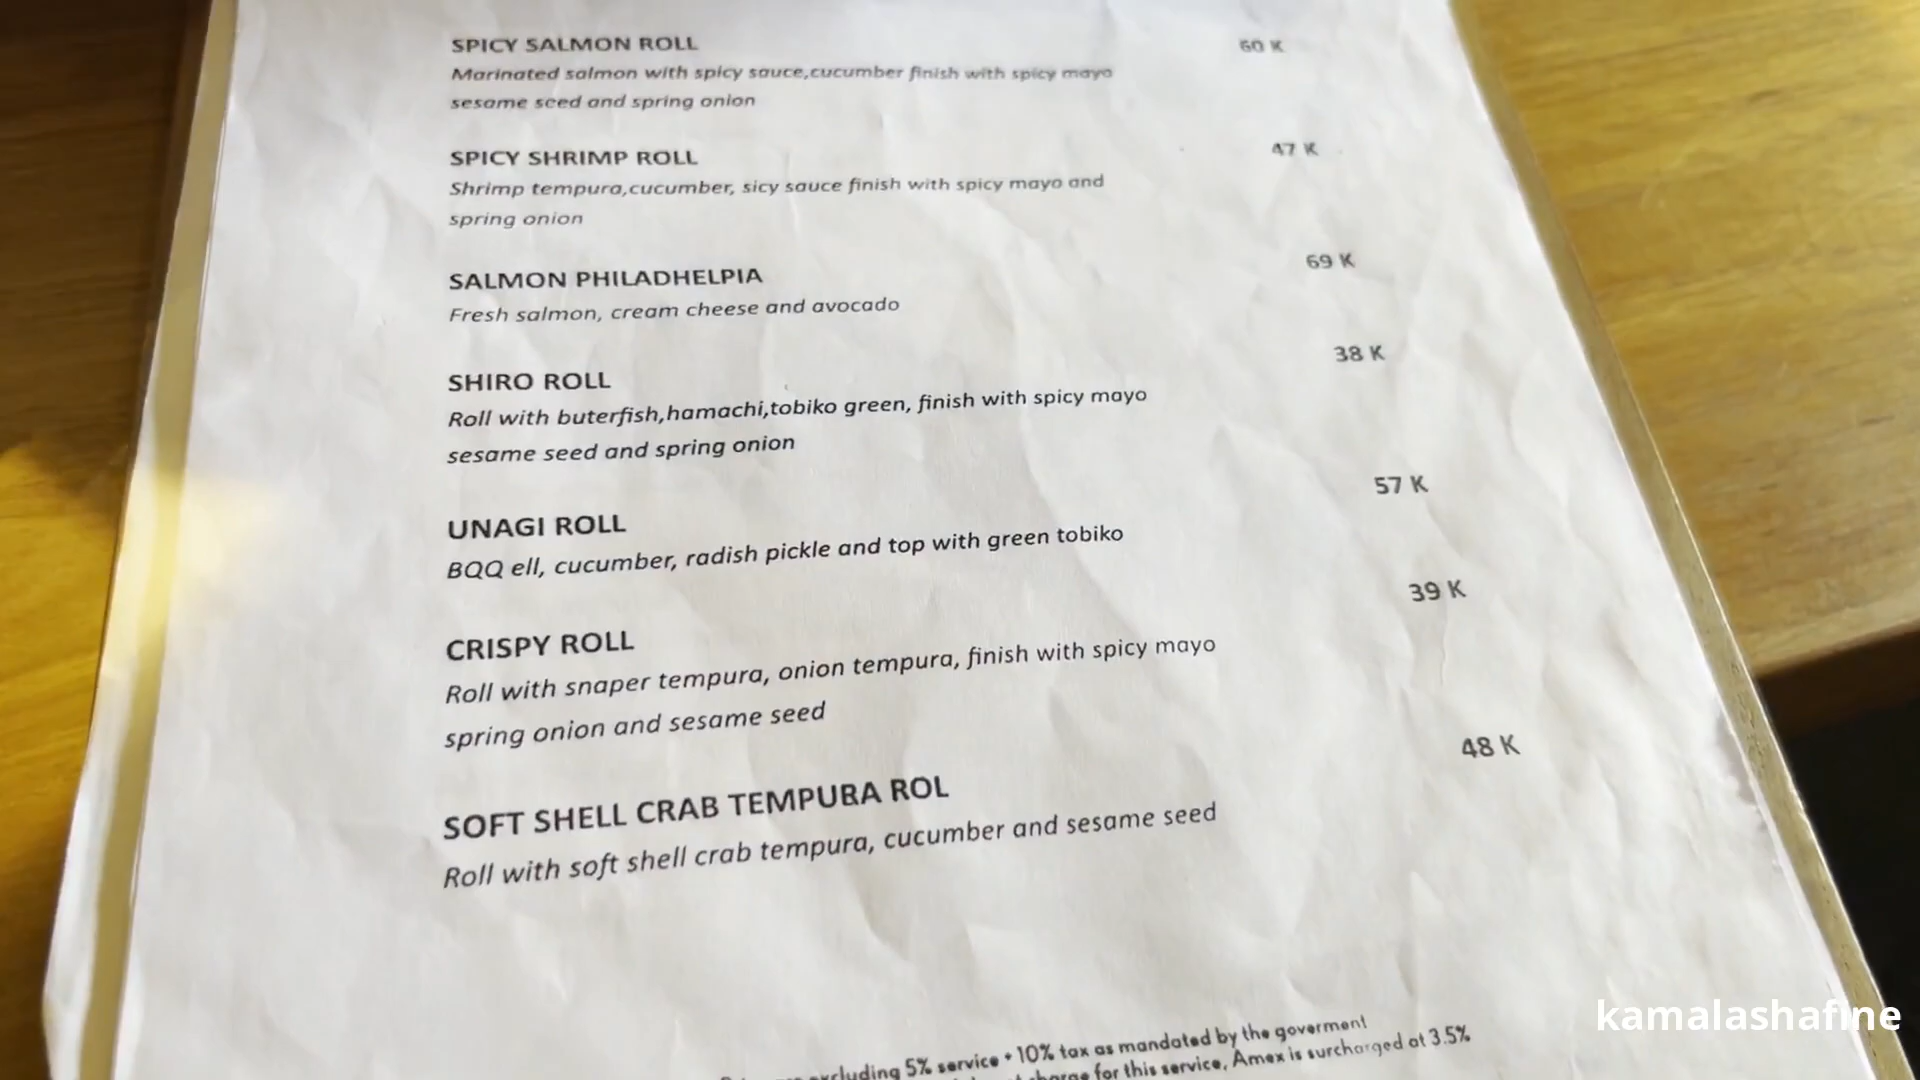 SPICY SALMON ROLL 60 K
Marinated salmon with spicy sauce,cucumber finish with spicy mayo
sesame seed and spring onion
SPICY SHRIMP ROLL 47 K
Shrimp tempura,cucumber, sicy sauce finish with spicy mayo and
spring onion
SALMON PHILADHELPIA 69 K
Fresh salmon, cream cheese and avocado
SHIRO ROLL 38 K
Roll with buterfish,hamachi,tobiko green, finish with spicy mayo
sesame seed and spring onion
UNAGI ROLL 57 K
BQQ ell, cucumber, radish pickle and top with green tobiko
CRISPY ROLL 39 K
Roll with snaper tempura, onion tempura, finish with spicy mayo
spring onion and sesame seed
SOFT SHELL CRAB TEMPURA ROL 48 K
Roll with soft shell crab tempura, cucumber and sesame seed
5% service + 10% tax as mandated by the goverment
for this service, Amex is surcharged at 3.5%
kamalashafine